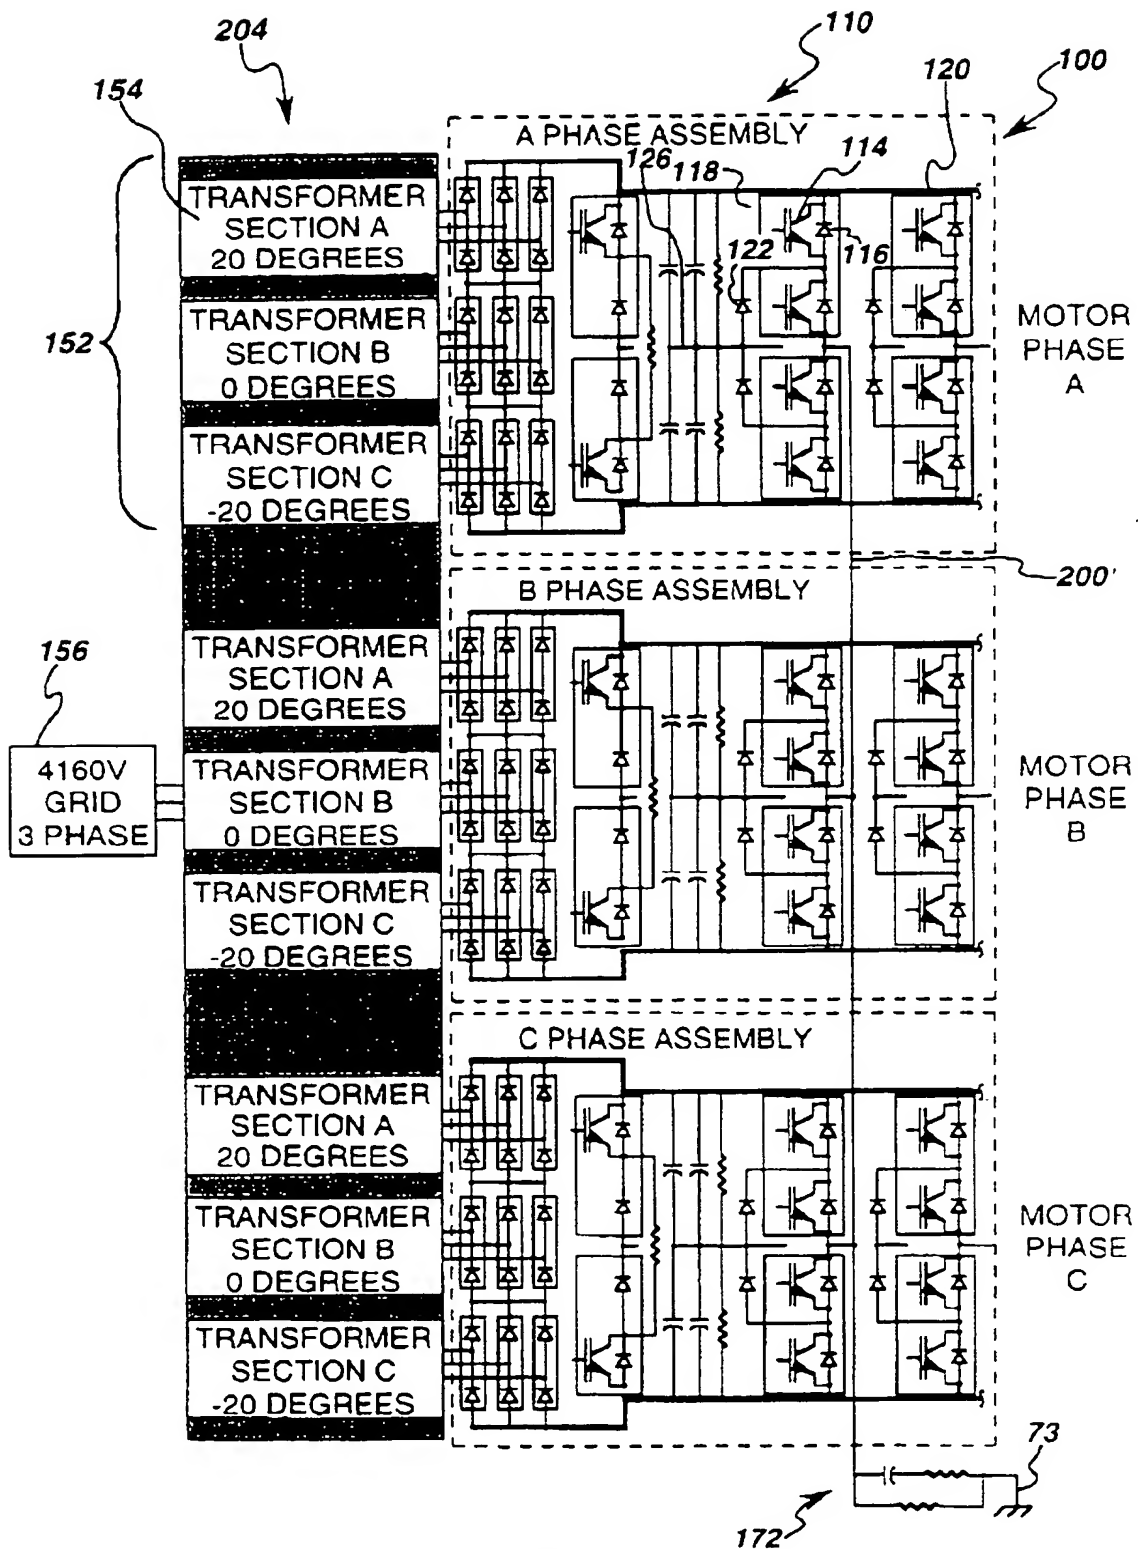 204
110
100
154
120
A PHASE ASSEMBLY
126
118
114
TRANSFORMER
SECTION A
20 DEGREES
122
116
152
TRANSFORMER
SECTION B
0 DEGREES
MOTOR
PHASE
A
TRANSFORMER
SECTION C
-20 DEGREES
200'
B PHASE ASSEMBLY
156
TRANSFORMER
SECTION A
20 DEGREES
4160V
GRID
3 PHASE
TRANSFORMER
SECTION B
0 DEGREES
MOTOR
PHASE
B
TRANSFORMER
SECTION C
-20 DEGREES
C PHASE ASSEMBLY
TRANSFORMER
SECTION A
20 DEGREES
TRANSFORMER
SECTION B
0 DEGREES
MOTOR
PHASE
C
TRANSFORMER
SECTION C
-20 DEGREES
73
172